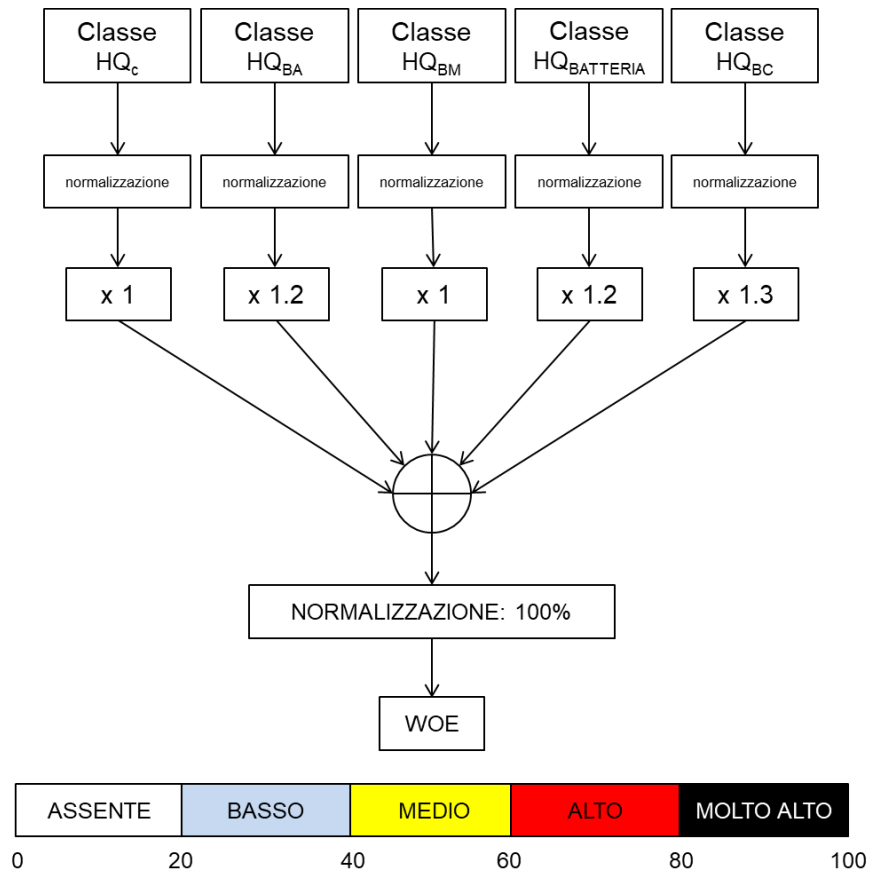 Classe
HQc
Classe
HQBA
Classe
HQBM
Classe
HQBATTERIA
Classe
HQBC
normalizzazione
normalizzazione
normalizzazione
normalizzazione
normalizzazione
x 1
x 1.2
x 1
x 1.2
x 1.3
NORMALIZZAZIONE: 100%
WOE
ASSENTE
BASSO
MEDIO
ALTO
MOLTO ALTO
0
20
40
60
80
100